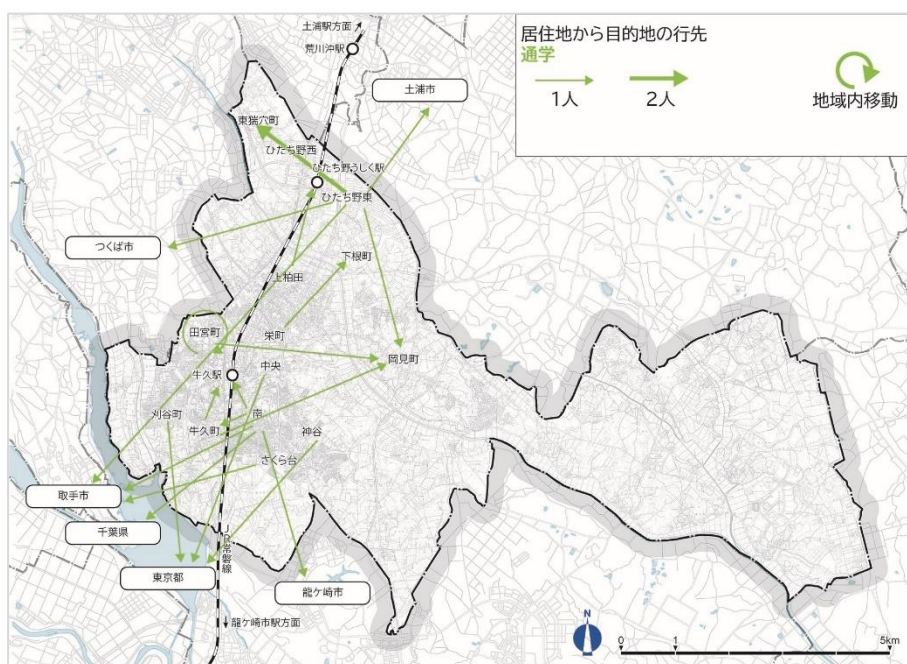 居住地から目的地の行先
通学
1人
2人
地域内移動
土浦駅方面
荒川沖駅
土浦市
東猯穴町
ひたち野西
ひたち野うしく駅
ひたち野東
つくば市
下根町
上柏田
田宮町
栄町
岡見町
中央
牛久駅
刈谷町
南
牛久町
神谷
さくら台
取手市
千葉県
東京都
JR常磐線
龍ケ崎市
龍ケ崎市駅方面
N
0
1
5km